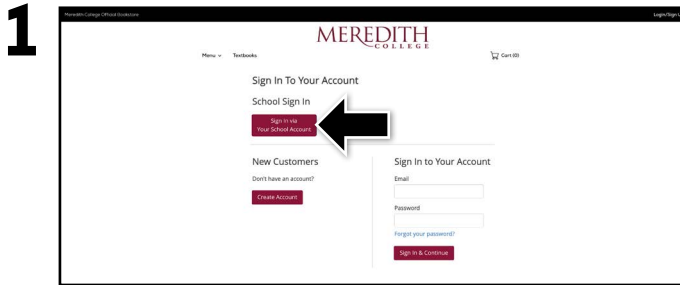 1
Meredith College Official Bookstore
Login/Sign U
MEREDITH
COLLEGE
Menu
Textbooks
Cart (0)
Sign In To Your Account
School Sign In
Sign in via
Your School Account
New Customers
Don't have an account?
Create Account
Sign In to Your Account
Email
Password
Forgot your password?
Sign In & Continue